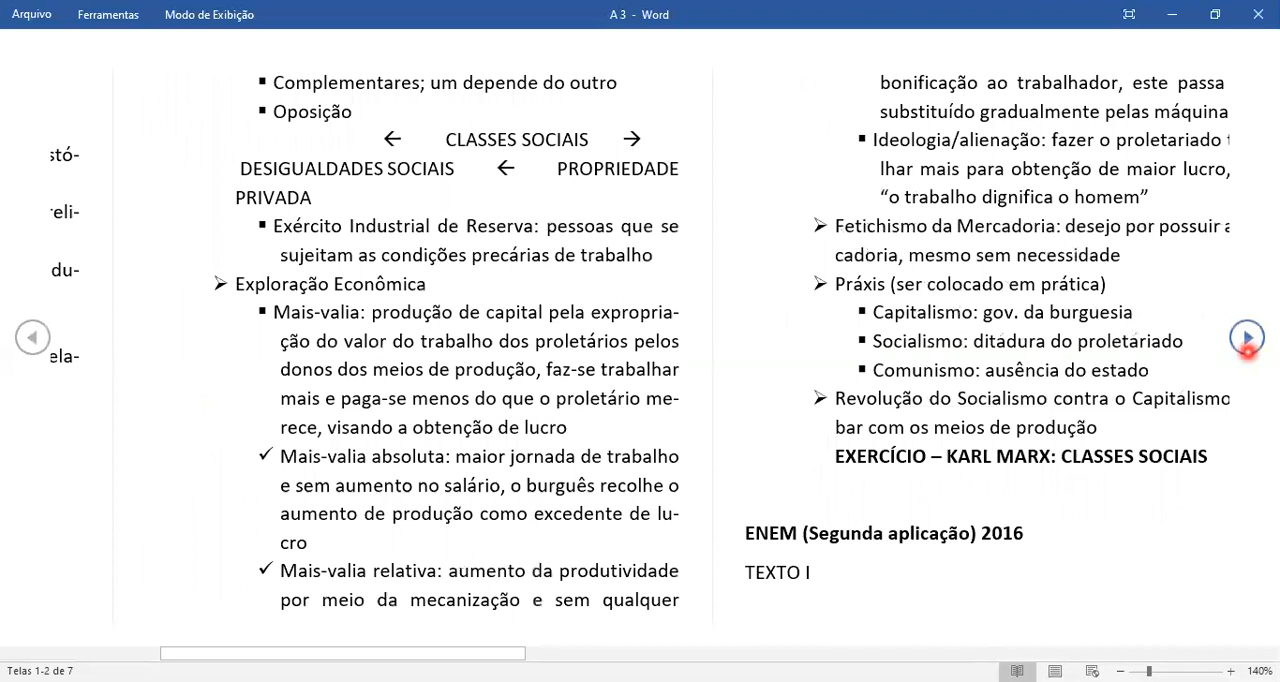 Arquivo Ferramentas Modo de Exibição A 3 - Word
stó-
reli-
du-
ela-
▪ Complementares; um depende do outro
▪ Oposição
← CLASSES SOCIAIS →
DESIGUALDADES SOCIAIS ← PROPRIEDADE
PRIVADA
▪ Exército Industrial de Reserva: pessoas que se
sujeitam as condições precárias de trabalho
➢ Exploração Econômica
▪ Mais-valia: produção de capital pela expropria-
ção do valor do trabalho dos proletários pelos
donos dos meios de produção, faz-se trabalhar
mais e paga-se menos do que o proletário me-
rece, visando a obtenção de lucro
✓ Mais-valia absoluta: maior jornada de trabalho
e sem aumento no salário, o burguês recolhe o
aumento de produção como excedente de lu-
cro
✓ Mais-valia relativa: aumento da produtividade
por meio da mecanização e sem qualquer
bonificação ao trabalhador, este passa
substituído gradualmente pelas máquina
▪ Ideologia/alienação: fazer o proletariado
lhar mais para obtenção de maior lucro,
“o trabalho dignifica o homem”
➢ Fetichismo da Mercadoria: desejo por possuir
cadoria, mesmo sem necessidade
➢ Práxis (ser colocado em prática)
▪ Capitalismo: gov. da burguesia
▪ Socialismo: ditadura do proletariado
▪ Comunismo: ausência do estado
➢ Revolução do Socialismo contra o Capitalismo
bar com os meios de produção
EXERCÍCIO – KARL MARX: CLASSES SOCIAIS
ENEM (Segunda aplicação) 2016
TEXTO I
Telas 1-2 de 7 140%